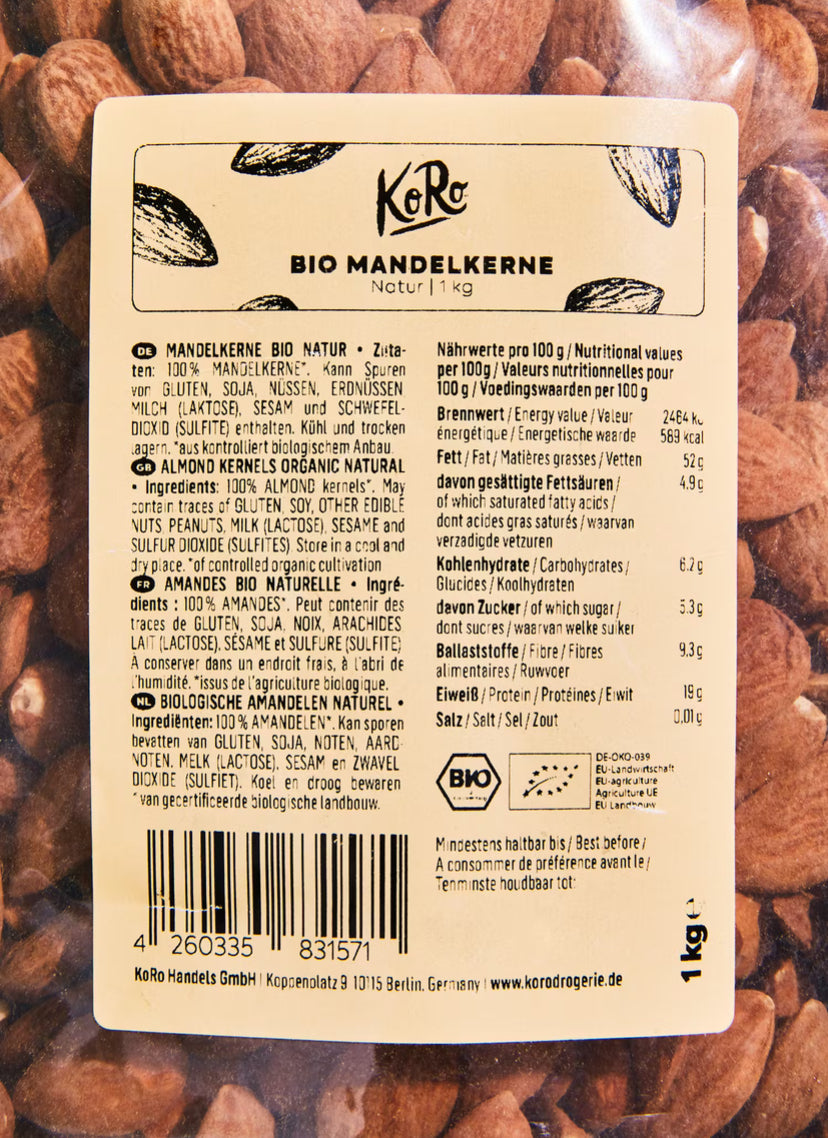 KoRo
BIO MANDELKERNE
Natur | 1 kg
DE MANDELKERNE BIO NATUR • Zuta-
ten: 100% MANDELKERNE*. Kann Spuren
von GLUTEN, SOJA, NÜSSEN, ERDNÜSSEN
MILCH (LAKTOSE), SESAM und SCHWEFEL-
DIOXID (SULFITE) enthalten. Kühl und trocken
lagern. *aus kontrolliert biologischem Anbau.
GB ALMOND KERNELS ORGANIC NATURAL
• Ingredients: 100% ALMOND kernels*. May
contain traces of GLUTEN, SOY, OTHER EDIBLE
NUTS, PEANUTS, MILK (LACTOSE), SESAME and
SULFUR DIOXIDE (SULFITES). Store in a cool and
dry place. *of controlled organic cultivation
FR AMANDES BIO NATURELLE • Ingré-
dients : 100% AMANDES*. Peut contenir des
traces de GLUTEN, SOJA, NOIX, ARACHIDES
LAIT (LACTOSE), SÉSAME et SULFURE (SULFITE)
À conserver dans un endroit frais, à l'abri de
l'humidité. *issus de l'agriculture biologique.
NL BIOLOGISCHE AMANDELEN NATUREL •
Ingrediënten: 100% AMANDELEN*. Kan sporen
bevatten van GLUTEN, SOJA, NOTEN, AARD-
NOTEN, MELK (LACTOSE), SESAM en ZWAVEL
DIOXIDE (SULFIET). Koel en droog bewaren
*van gecertificeerde biologische landbouw.
4 260335 831571
KoRo Handels GmbH | Koppenplatz 9 10115 Berlin, Germany | www.korodrogerie.de
Nährwerte pro 100 g / Nutritional values
per 100g / Valeurs nutritionnelles pour
100 g / Voedingswaarden per 100 g
Brennwert / Energy value / Valeur 2464 kJ
énergétique / Energetische waarde 589 kcal
Fett / Fat / Matières grasses / Vetten 52 g
davon gesättigte Fettsäuren / 4.9 g
of which saturated fatty acids /
dont acides gras saturés / waarvan
verzadigde vetzuren
Kohlenhydrate / Carbohydrates / 6.2 g
Glucides / Koolhydraten
davon Zucker / of which sugar / 5.3 g
dont sucres / waarvan welke suiker
Ballaststoffe / Fibre / Fibres 9,3 g
alimentaires / Ruwvoer
Eiweiß / Protein / Protéines / Eiwit 19 g
Salz / Salt / Sel / Zout 0,01 g
BIO
DE-ÖKO-039
EU-Landwirtschaft
EU-agriculture
Agriculture UE
EU Landbouw
Mindestens haltbar bis / Best before /
A consommer de préférence avant le /
Tenminste houdbaar tot:
1 kg ℮